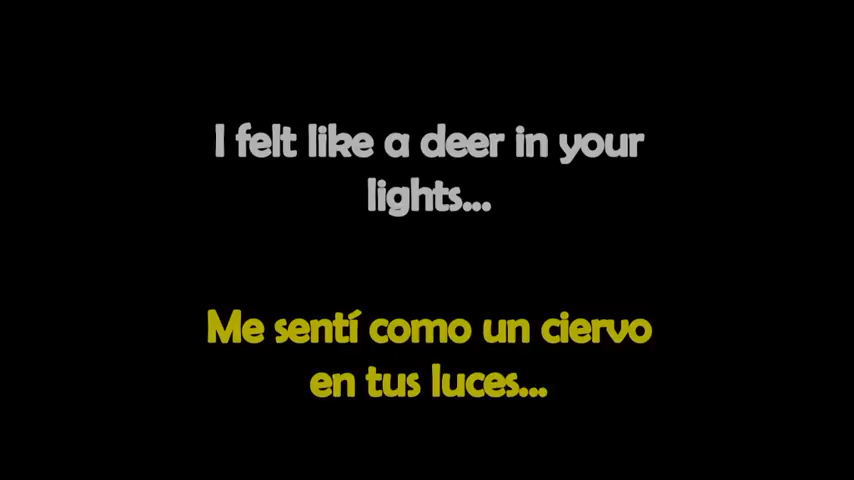 I felt like a deer in your
lights...
Me sentí como un ciervo
en tus luces...